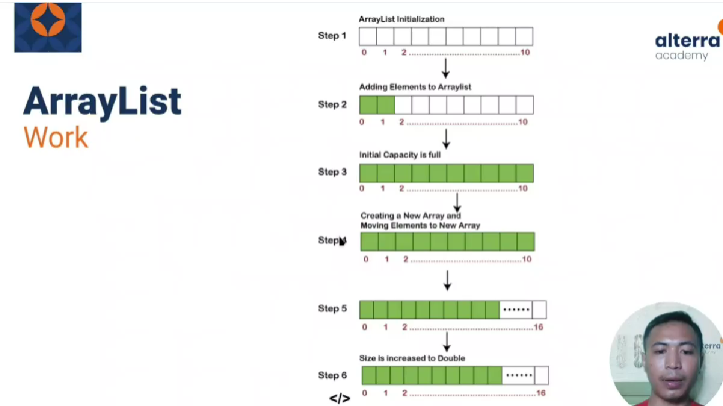 alterra
academy
ArrayList
Work
ArrayList Initialization
Step 1
0 1 2 ........................................ 10
Adding Elements to Arraylist
Step 2
0 1 2 ........................................ 10
Initial Capacity is full
Step 3
0 1 2 ........................................ 10
Creating a New Array and
Moving Elements to New Array
Step 4
0 1 2 ........................................ 10
Step 5
......
0 1 2 ........................................ 16
Size is increased to Double
Step 6
......
0 1 2 ........................................ 16
</>